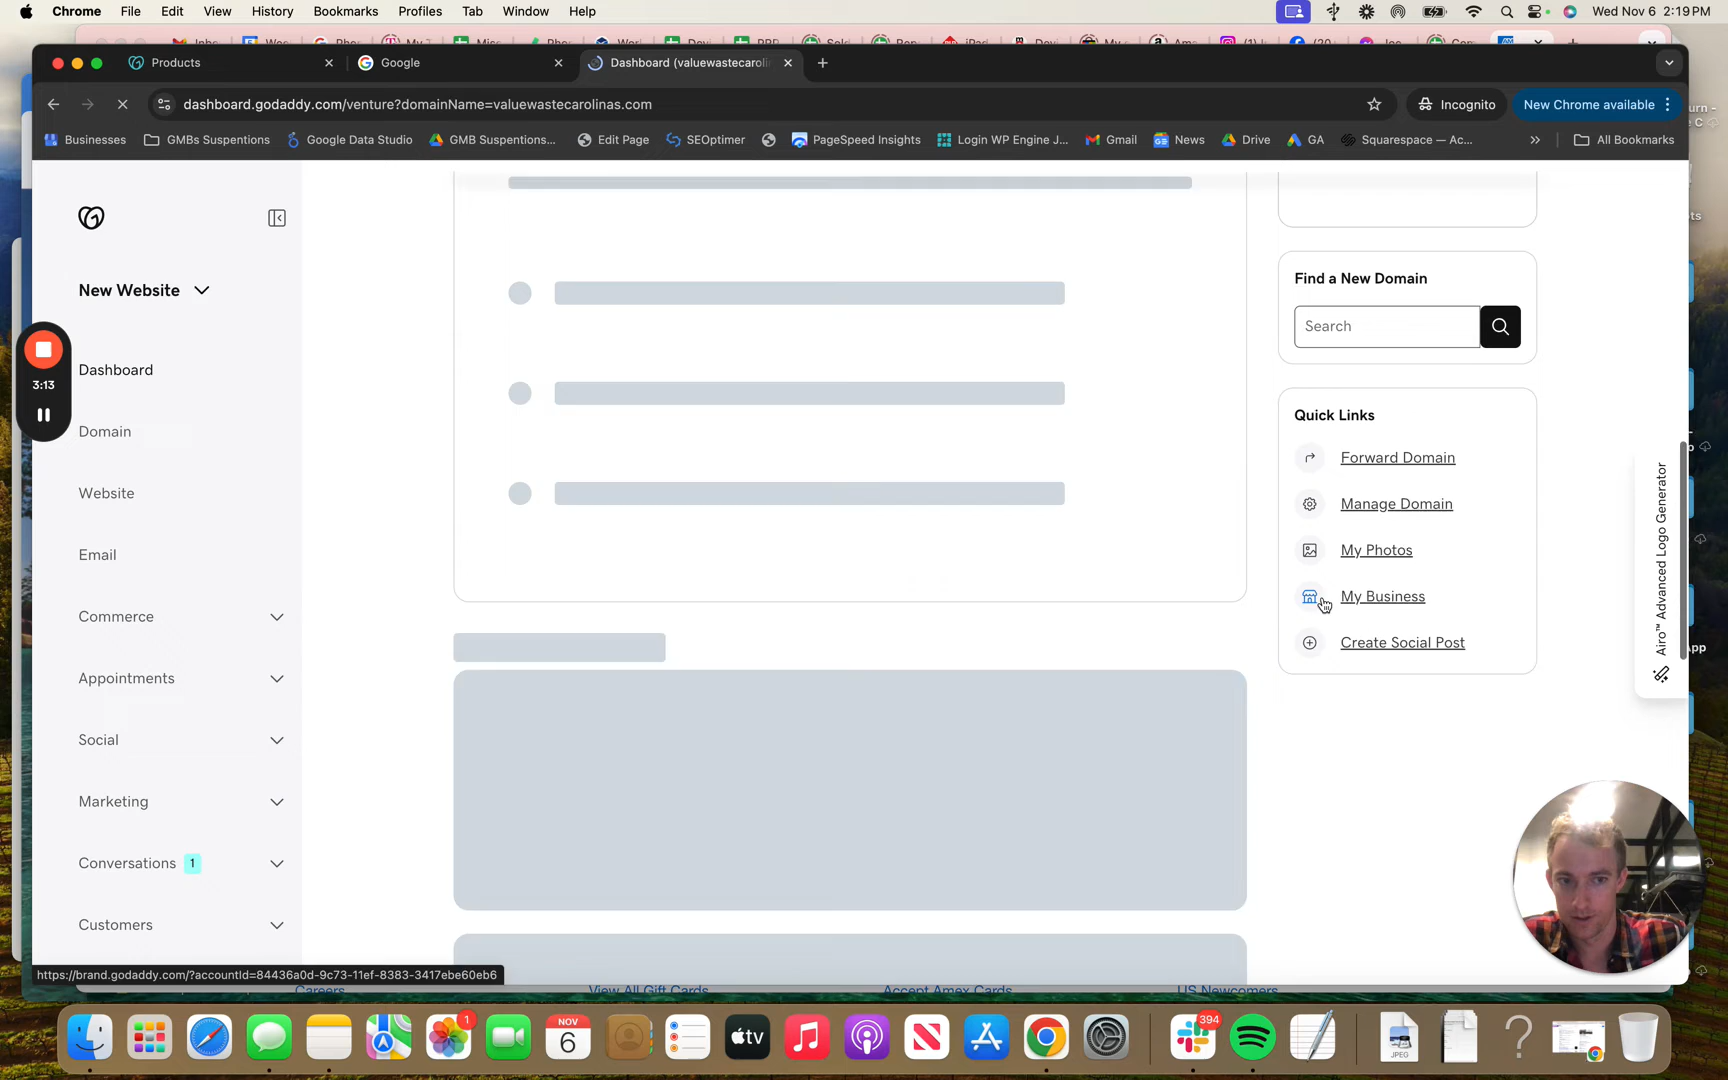 Chrome File Edit View History Bookmarks Profiles Tab Window Help Wed Nov 6 2:19 PM
Products Google Dashboard (valuewastecaroli
dashboard.godaddy.com/venture?domainName=valuewastecarolinas.com Incognito New Chrome available
Businesses GMBs Suspentions Google Data Studio GMB Suspentions... Edit Page SEOptimer PageSpeed Insights Login WP Engine J... Gmail News Drive GA Squarespace — Ac... » All Bookmarks
New Website
Dashboard
3:13
Domain
Website
Email
Commerce
Appointments
Social
Marketing
Conversations 1
Customers
Find a New Domain
Search
Quick Links
Forward Domain
Manage Domain
My Photos
My Business
Create Social Post
Airo™ Advanced Logo Generator
https://brand.godaddy.com/?accountId=84436a0d-9c73-11ef-8383-3417ebe60eb6
Careers View All Gift Cards Accept Amex Cards US Newcomers
1
NOV
6
tv
394
JPEG